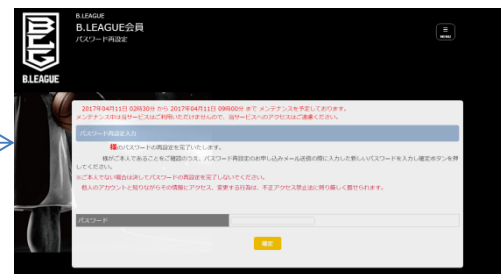 B.LEAGUE
B.LEAGUE会員
パスワード再設定
MENU
B.LEAGUE
2017年04月11日 02時30分 から 2017年04月11日 09時00分 まで メンテナンスを予定しております。
メンテナンス中は当サービスはご利用いただけませんので、当サービスへのアクセスはご遠慮ください。
パスワード再設定入力
様のパスワードの再設定を完了いたします。
様がご本人であることをご確認のうえ、パスワード再設定のお申し込みメール送信の際に入力した新しいパスワードを入力し確定ボタンを押
してください。
※ご本人でない場合は決してパスワードの再設定を完了しないでください。
他人のアカウントと知りながらその情報にアクセス、変更する行為は、不正アクセス禁止法に則り厳しく罰せられます。
パスワード
確定